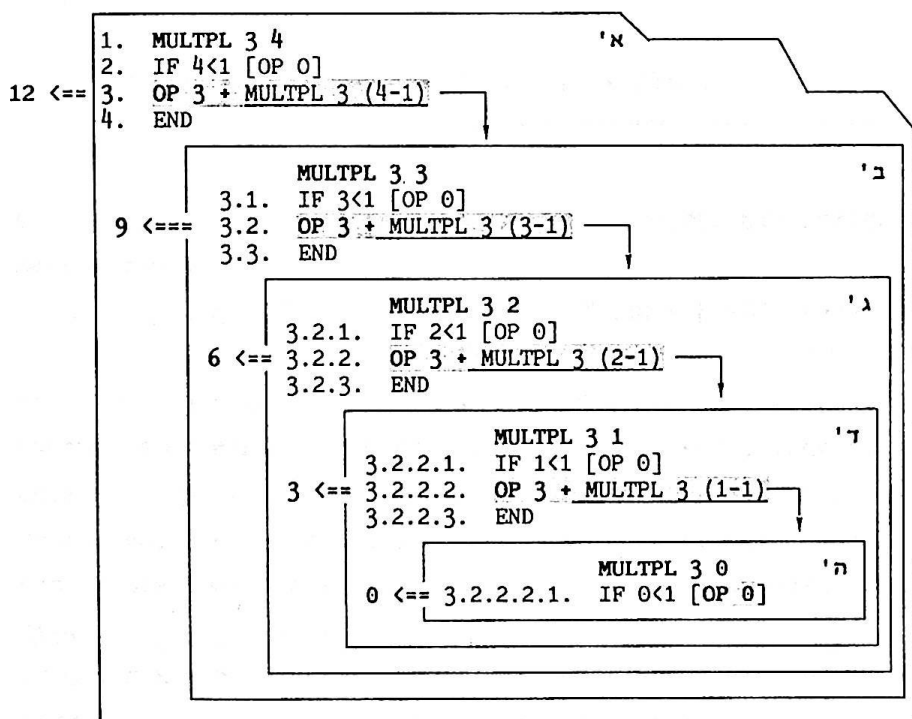 1. MULTPL 3 4 א'
2. IF 4<1 [OP 0]
12 <== 3. OP 3 + MULTPL 3 (4-1)
4. END
MULTPL 3 3 ב'
3.1. IF 3<1 [OP 0]
9 <=== 3.2. OP 3 + MULTPL 3 (3-1)
3.3. END
MULTPL 3 2 ג'
3.2.1. IF 2<1 [OP 0]
6 <== 3.2.2. OP 3 + MULTPL 3 (2-1)
3.2.3. END
MULTPL 3 1 ד'
3.2.2.1. IF 1<1 [OP 0]
3 <== 3.2.2.2. OP 3 + MULTPL 3 (1-1)
3.2.2.3. END
MULTPL 3 0 ה'
0 <== 3.2.2.2.1. IF 0<1 [OP 0]